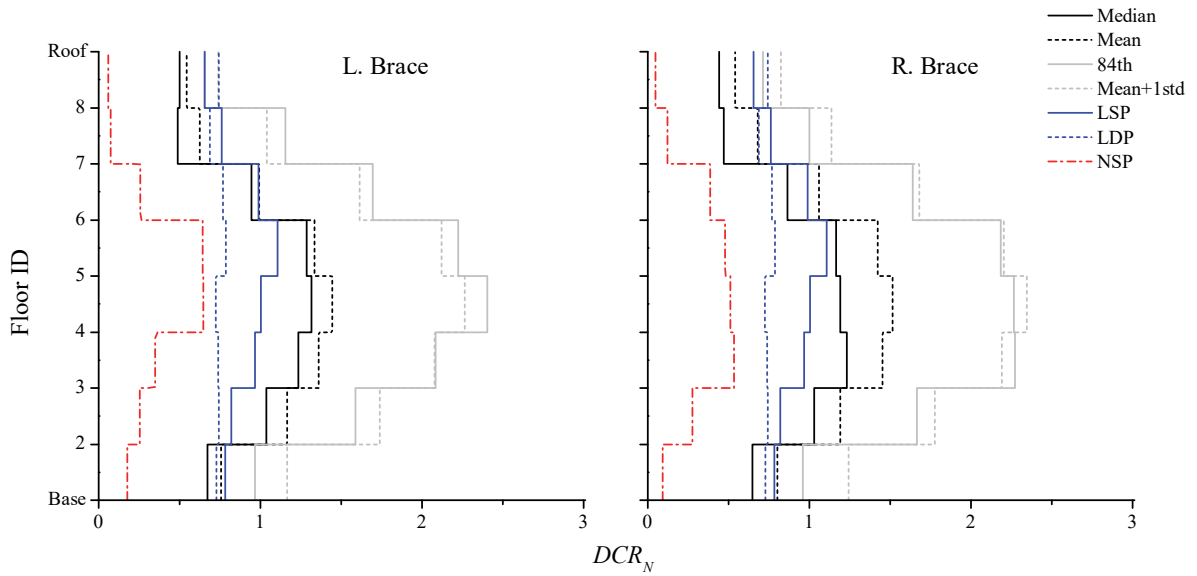 Median
Mean
84th
Mean+1std
LSP
LDP
NSP
L. Brace
R. Brace
Floor ID
Roof
8
7
6
5
4
3
2
Base
0 1 2 3
0 1 2 3
DCR_N